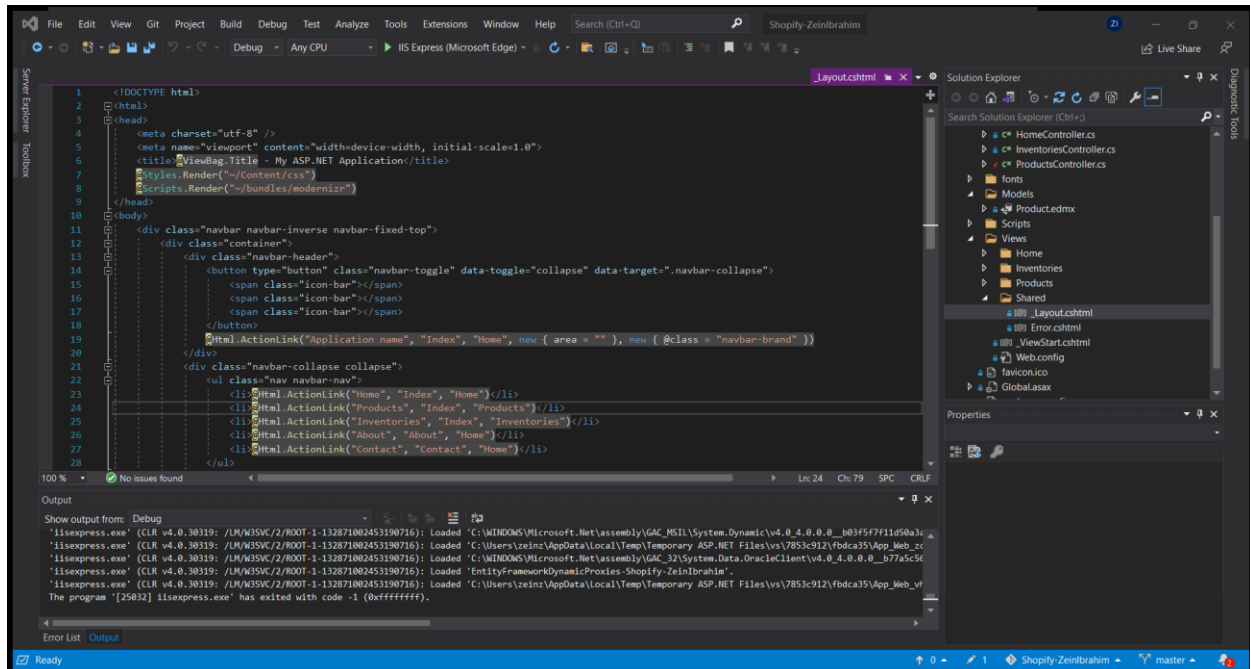 File Edit View Git Project Build Debug Test Analyze Tools Extensions Window Help Search (Ctrl+Q) Shopify-ZeinIbrahim ZI
Debug Any CPU IIS Express (Microsoft Edge) Live Share
Server Explorer
Toolbox
_Layout.cshtml
1 <!DOCTYPE html>
2 <html>
3 <head>
4 <meta charset="utf-8" />
5 <meta name="viewport" content="width=device-width, initial-scale=1.0">
6 <title>@ViewBag.Title - My ASP.NET Application</title>
7 @Styles.Render("~/Content/css")
8 @Scripts.Render("~/bundles/modernizr")
9 </head>
10 <body>
11 <div class="navbar navbar-inverse navbar-fixed-top">
12 <div class="container">
13 <div class="navbar-header">
14 <button type="button" class="navbar-toggle" data-toggle="collapse" data-target=".navbar-collapse">
15 <span class="icon-bar"></span>
16 <span class="icon-bar"></span>
17 <span class="icon-bar"></span>
18 </button>
19 @Html.ActionLink("Application name", "Index", "Home", new { area = "" }, new { @class = "navbar-brand" })
20 </div>
21 <div class="navbar-collapse collapse">
22 <ul class="nav navbar-nav">
23 <li>@Html.ActionLink("Home", "Index", "Home")</li>
24 <li>@Html.ActionLink("Products", "Index", "Products")</li>
25 <li>@Html.ActionLink("Inventories", "Index", "Inventories")</li>
26 <li>@Html.ActionLink("About", "About", "Home")</li>
27 <li>@Html.ActionLink("Contact", "Contact", "Home")</li>
28 </ul>
100 % No issues found Ln: 24 Ch: 79 SPC CRLF
Output
Show output from: Debug
'iisexpress.exe' (CLR v4.0.30319: /LM/W3SVC/2/ROOT-1-132871002453190716): Loaded 'C:\WINDOWS\Microsoft.Net\assembly\GAC_MSIL\System.Dynamic\v4.0_4.0.0.0__b03f5f7f11d50a3a
'iisexpress.exe' (CLR v4.0.30319: /LM/W3SVC/2/ROOT-1-132871002453190716): Loaded 'C:\Users\zeinz\AppData\Local\Temp\Temporary ASP.NET Files\vs\7853c912\fbdca35\App_Web_zc
'iisexpress.exe' (CLR v4.0.30319: /LM/W3SVC/2/ROOT-1-132871002453190716): Loaded 'C:\WINDOWS\Microsoft.Net\assembly\GAC_32\System.Data.OracleClient\v4.0_4.0.0.0__b77a5c56
'iisexpress.exe' (CLR v4.0.30319: /LM/W3SVC/2/ROOT-1-132871002453190716): Loaded 'EntityFrameworkDynamicProxies-Shopify-ZeinIbrahim'.
'iisexpress.exe' (CLR v4.0.30319: /LM/W3SVC/2/ROOT-1-132871002453190716): Loaded 'C:\Users\zeinz\AppData\Local\Temp\Temporary ASP.NET Files\vs\7853c912\fbdca35\App_Web_vh
The program '[25032] iisexpress.exe' has exited with code -1 (0xffffffff).
Error List Output
Solution Explorer
Search Solution Explorer (Ctrl+;)
C# HomeController.cs
C# InventoriesController.cs
C# ProductsController.cs
fonts
Models
Product.edmx
Scripts
Views
Home
Inventories
Products
Shared
_Layout.cshtml
Error.cshtml
_ViewStart.cshtml
Web.config
favicon.ico
Global.asax
Properties
Diagnostic Tools
Ready 0 1 Shopify-ZeinIbrahim master 2